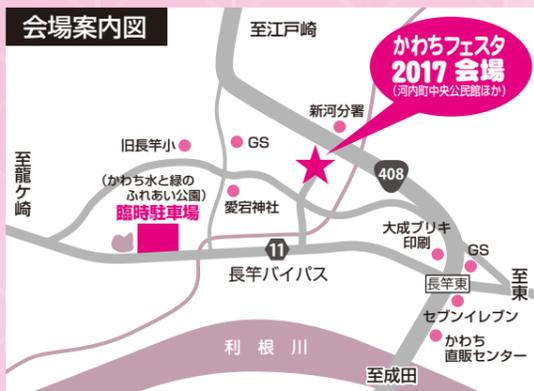 会場案内図
至江戸崎
かわちフェスタ
2017 会場
(河内町中央公民館ほか)
新河分署
旧長竿小
GS
至龍ケ崎
(かわち水と緑の
ふれあい公園)
臨時駐車場
愛宕神社
408
大成ブリキ
印刷
11
長竿バイパス
GS
長竿東
至東
セブンイレブン
利根川
かわち
直販センター
至成田